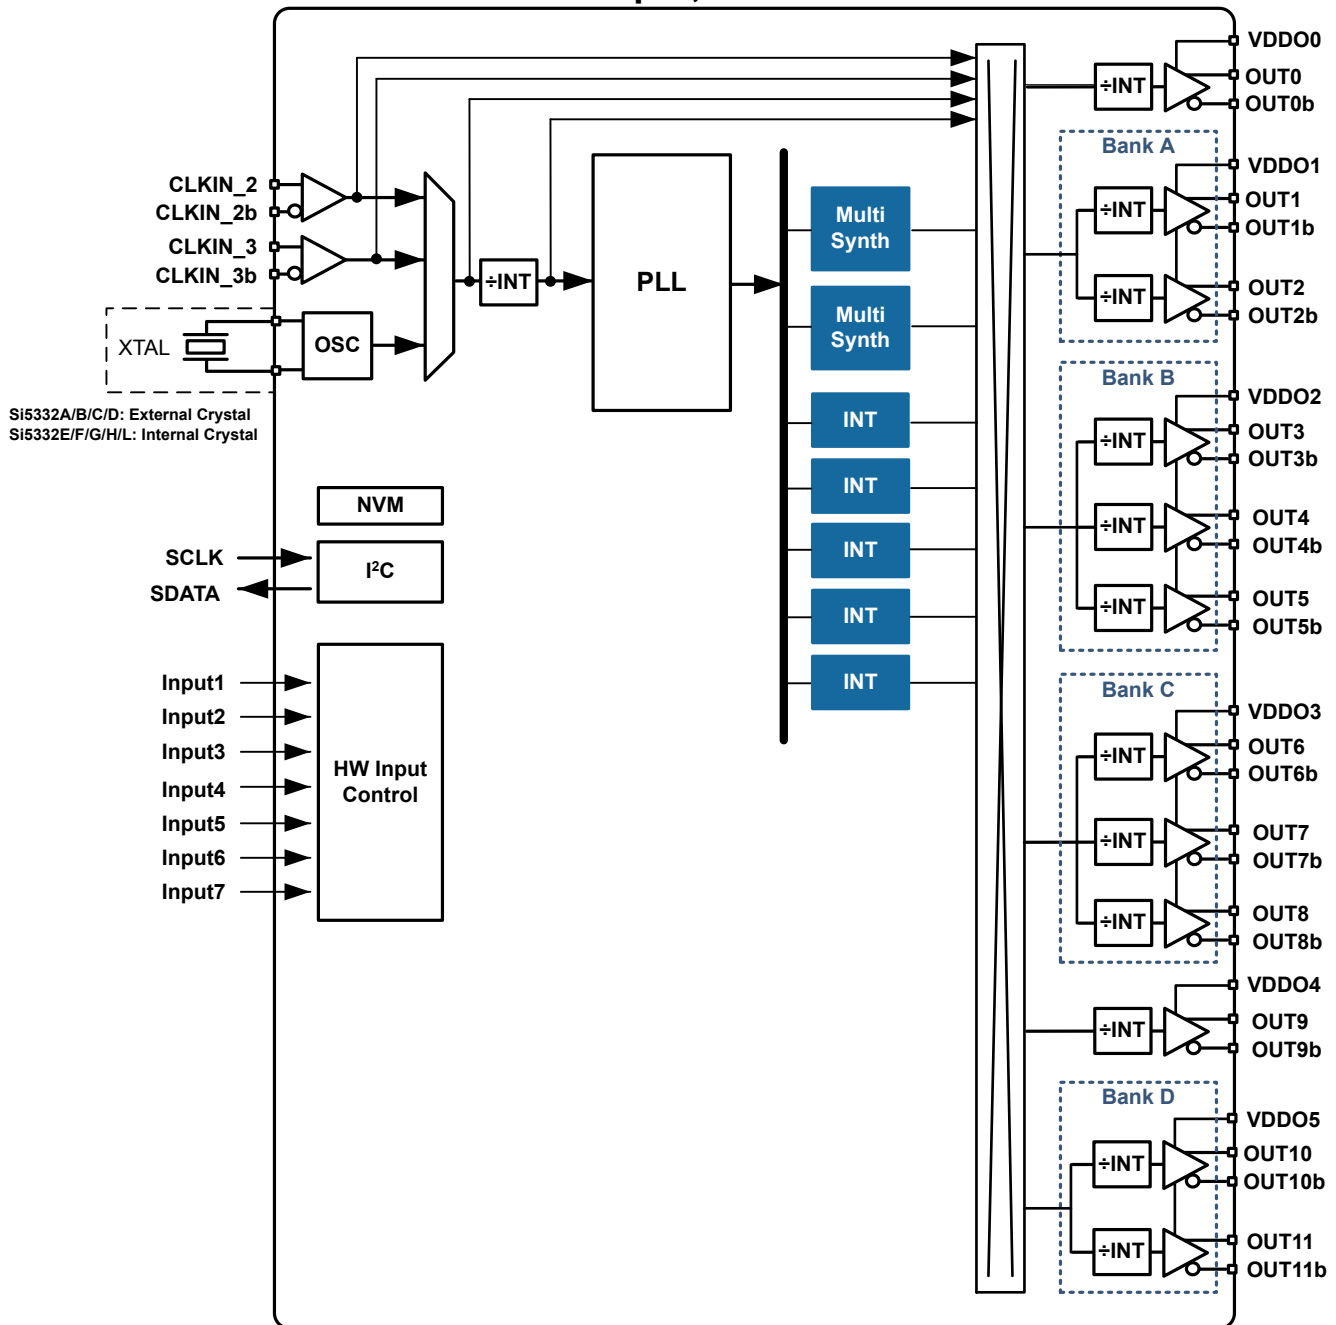 VDDO0
÷INT
OUT0
OUT0b
Bank A
VDDO1
÷INT
OUT1
OUT1b
÷INT
OUT2
OUT2b
CLKIN_2
CLKIN_2b
CLKIN_3
CLKIN_3b
XTAL
OSC
÷INT
PLL
Multi
Synth
Multi
Synth
INT
INT
INT
INT
INT
Si5332A/B/C/D: External Crystal
Si5332E/F/G/H/L: Internal Crystal
NVM
SCLK
SDATA
I²C
Input1
Input2
Input3
Input4
Input5
Input6
Input7
HW Input
Control
Bank B
VDDO2
÷INT
OUT3
OUT3b
÷INT
OUT4
OUT4b
÷INT
OUT5
OUT5b
Bank C
VDDO3
÷INT
OUT6
OUT6b
÷INT
OUT7
OUT7b
÷INT
OUT8
OUT8b
VDDO4
÷INT
OUT9
OUT9b
Bank D
VDDO5
÷INT
OUT10
OUT10b
÷INT
OUT11
OUT11b